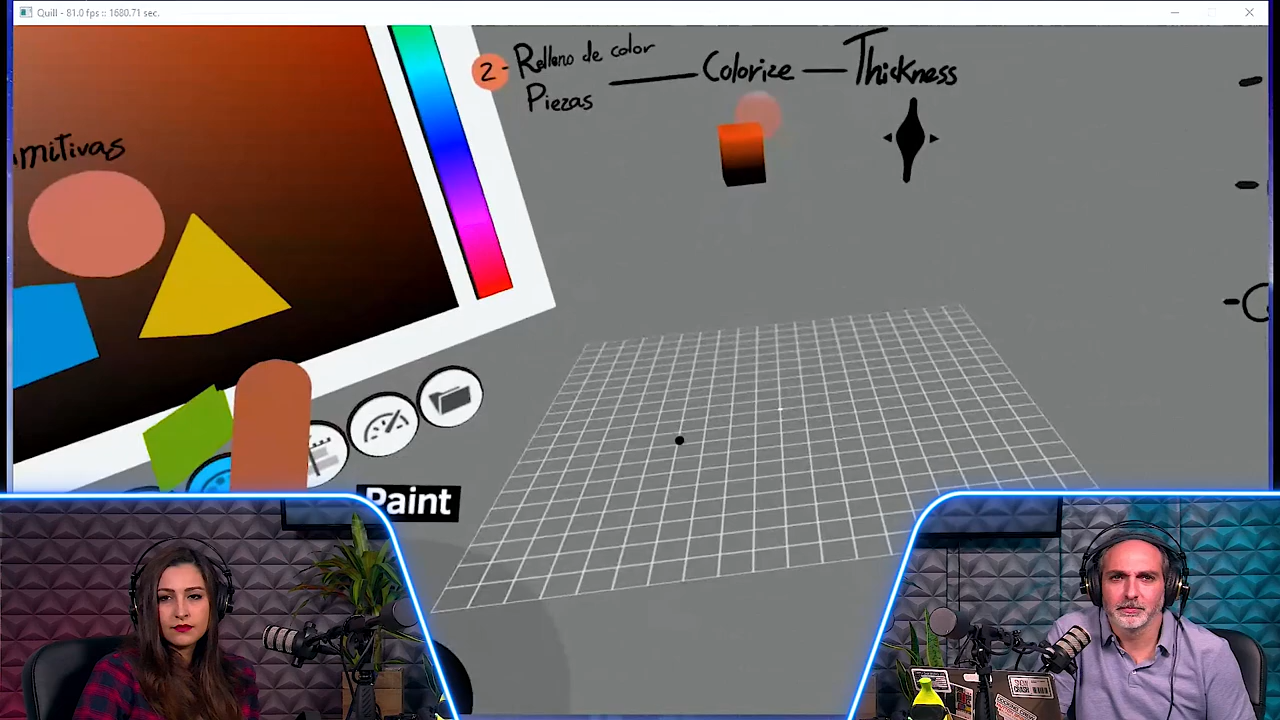 Quill - 81.0 fps :: 1680.71 sec.
2- Relleno de color
Piezas
Colorize
Thickness
mitivas
Paint